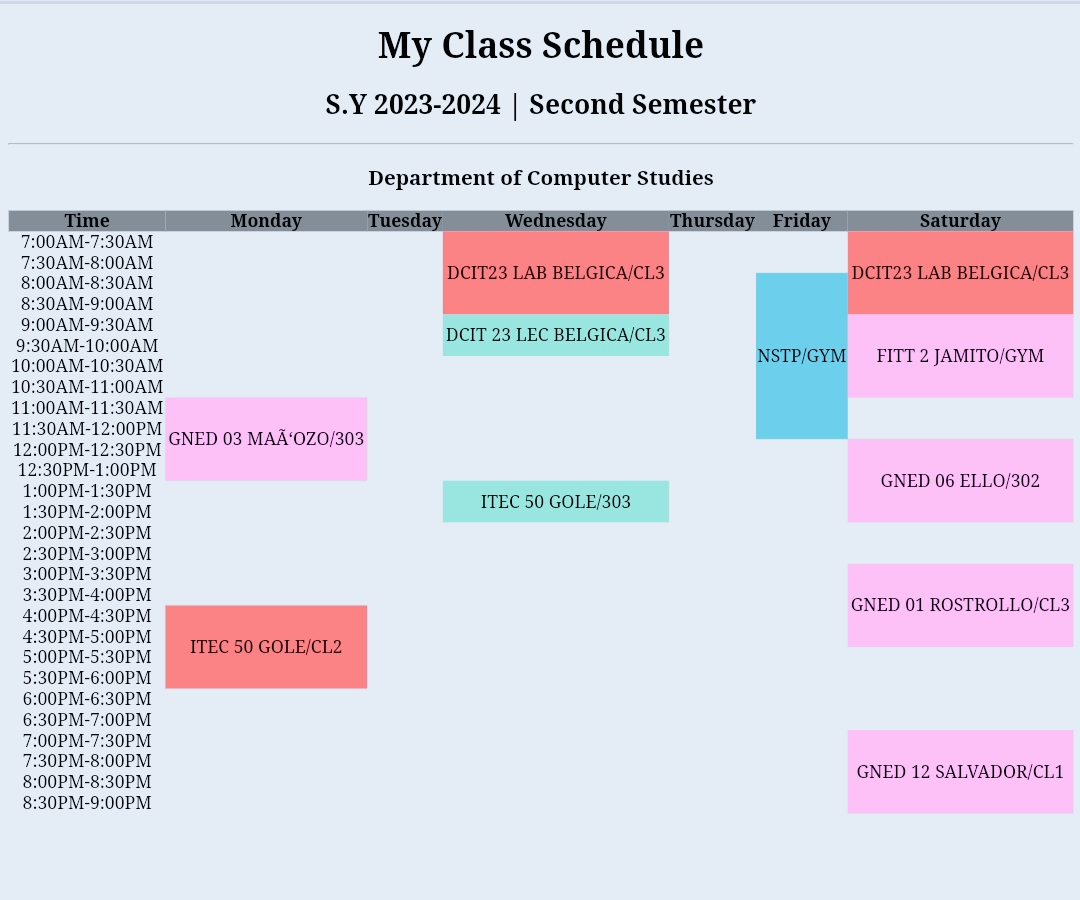 My Class Schedule
S.Y 2023-2024 | Second Semester
Department of Computer Studies
Time Monday Tuesday Wednesday Thursday Friday Saturday
7:00AM-7:30AM
7:30AM-8:00AM
DCIT23 LAB BELGICA/CL3 DCIT23 LAB BELGICA/CL3
8:00AM-8:30AM
8:30AM-9:00AM
9:00AM-9:30AM
DCIT 23 LEC BELGICA/CL3
9:30AM-10:00AM
NSTP/GYM FITT 2 JAMITO/GYM
10:00AM-10:30AM
10:30AM-11:00AM
11:00AM-11:30AM
11:30AM-12:00PM
GNED 03 MAÃ‘OZO/303
12:00PM-12:30PM
12:30PM-1:00PM
GNED 06 ELLO/302
1:00PM-1:30PM
ITEC 50 GOLE/303
1:30PM-2:00PM
2:00PM-2:30PM
2:30PM-3:00PM
3:00PM-3:30PM
3:30PM-4:00PM
GNED 01 ROSTROLLO/CL3
4:00PM-4:30PM
4:30PM-5:00PM
ITEC 50 GOLE/CL2
5:00PM-5:30PM
5:30PM-6:00PM
6:00PM-6:30PM
6:30PM-7:00PM
7:00PM-7:30PM
7:30PM-8:00PM
GNED 12 SALVADOR/CL1
8:00PM-8:30PM
8:30PM-9:00PM